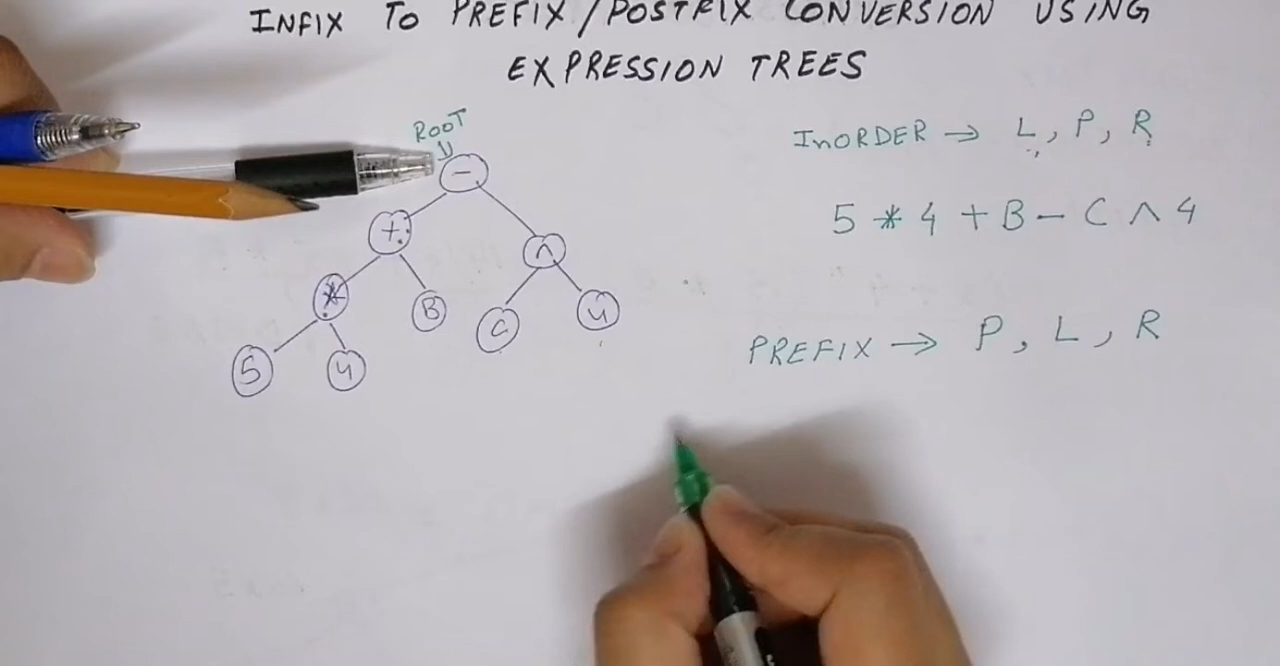 INFIX TO PREFIX/POSTFIX CONVERSION USING
EXPRESSION TREES
ROOT
InORDER → L, P, R
5 * 4 + B - C ^ 4
PREFIX → P, L, R
-
+
^
*
B
C
4
5
4